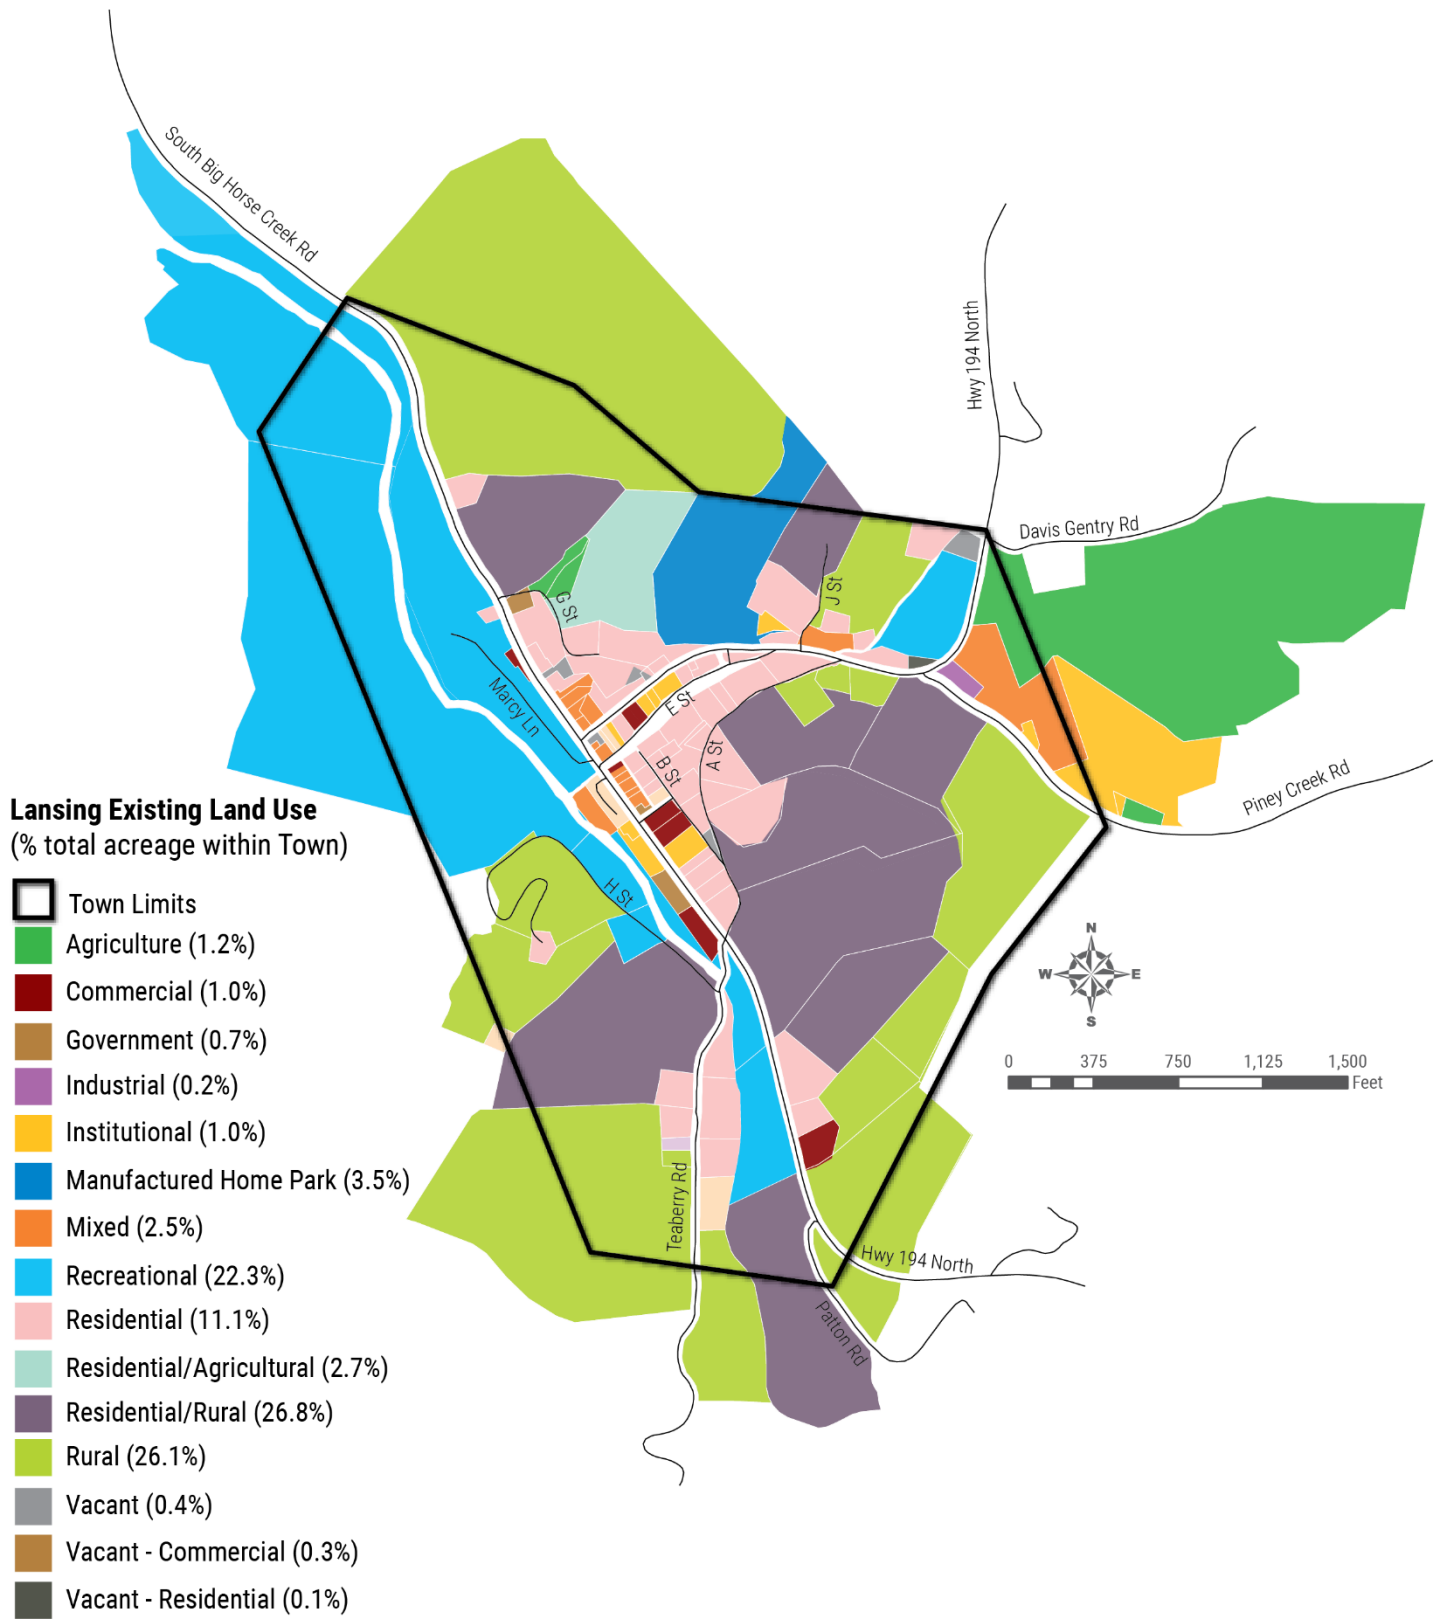 South Big Horse Creek Rd
Hwy 194 North
Davis Gentry Rd
J St
G St
Marcy Ln
E St
A St
B St
Piney Creek Rd
H St
Teaberry Rd
Hwy 194 North
Patton Rd
N
W
E
S
0 375 750 1,125 1,500
Feet
Lansing Existing Land Use
(% total acreage within Town)
Town Limits
Agriculture (1.2%)
Commercial (1.0%)
Government (0.7%)
Industrial (0.2%)
Institutional (1.0%)
Manufactured Home Park (3.5%)
Mixed (2.5%)
Recreational (22.3%)
Residential (11.1%)
Residential/Agricultural (2.7%)
Residential/Rural (26.8%)
Rural (26.1%)
Vacant (0.4%)
Vacant - Commercial (0.3%)
Vacant - Residential (0.1%)